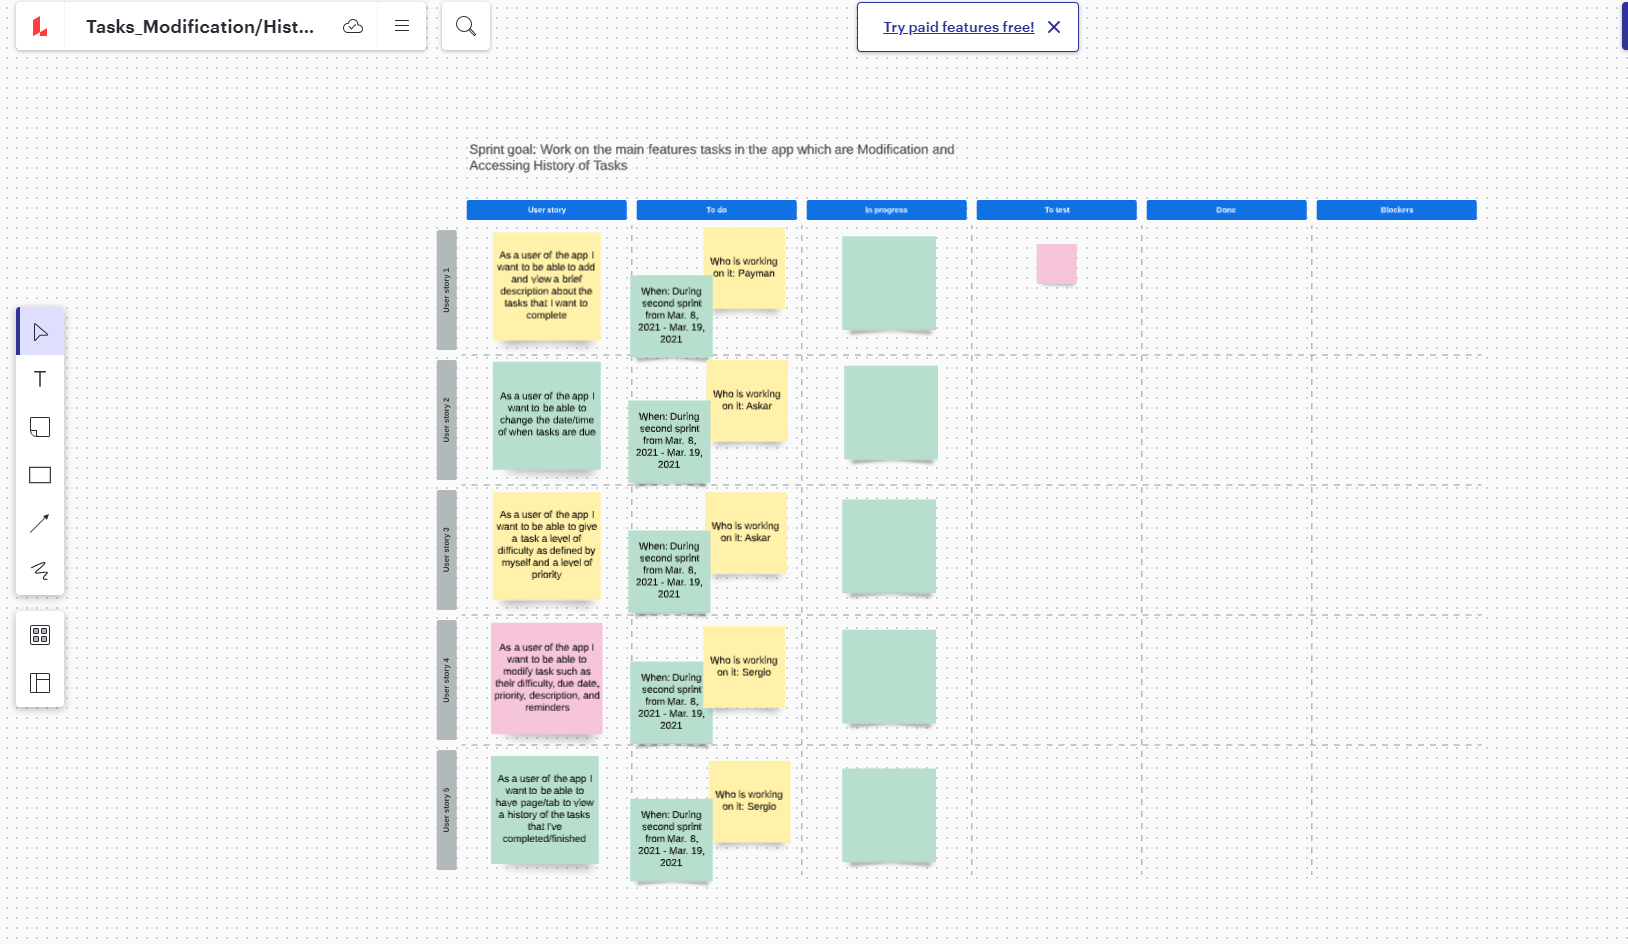 Tasks_Modification/Hist...
Try paid features free!
Sprint goal: Work on the main features tasks in the app which are Modification and
Accessing History of Tasks
User story
To do
In progress
To test
Done
Blockers
User story 1
As a user of the app I
want to be able to add
and view a brief
description about the
tasks that I want to
complete
Who is working
on it: Payman
When: During
second sprint
from Mar. 8,
2021 - Mar. 19,
2021
User story 2
As a user of the app I
want to be able to
change the date/time
of when tasks are due
Who is working
on it: Askar
When: During
second sprint
from Mar. 8,
2021 - Mar. 19,
2021
User story 3
As a user of the app I
want to be able to give
a task a level of
difficulty as defined by
myself and a level of
priority
Who is working
on it: Askar
When: During
second sprint
from Mar. 8,
2021 - Mar. 19,
2021
User story 4
As a user of the app I
want to be able to
modify task such as
their difficulty, due date,
priority, description, and
reminders
Who is working
on it: Sergio
When: During
second sprint
from Mar. 8,
2021 - Mar. 19,
2021
User story 5
As a user of the app I
want to be able to
have page/tab to view
a history of the tasks
that I've
completed/finished
Who is working
on it: Sergio
When: During
second sprint
from Mar. 8,
2021 - Mar. 19,
2021